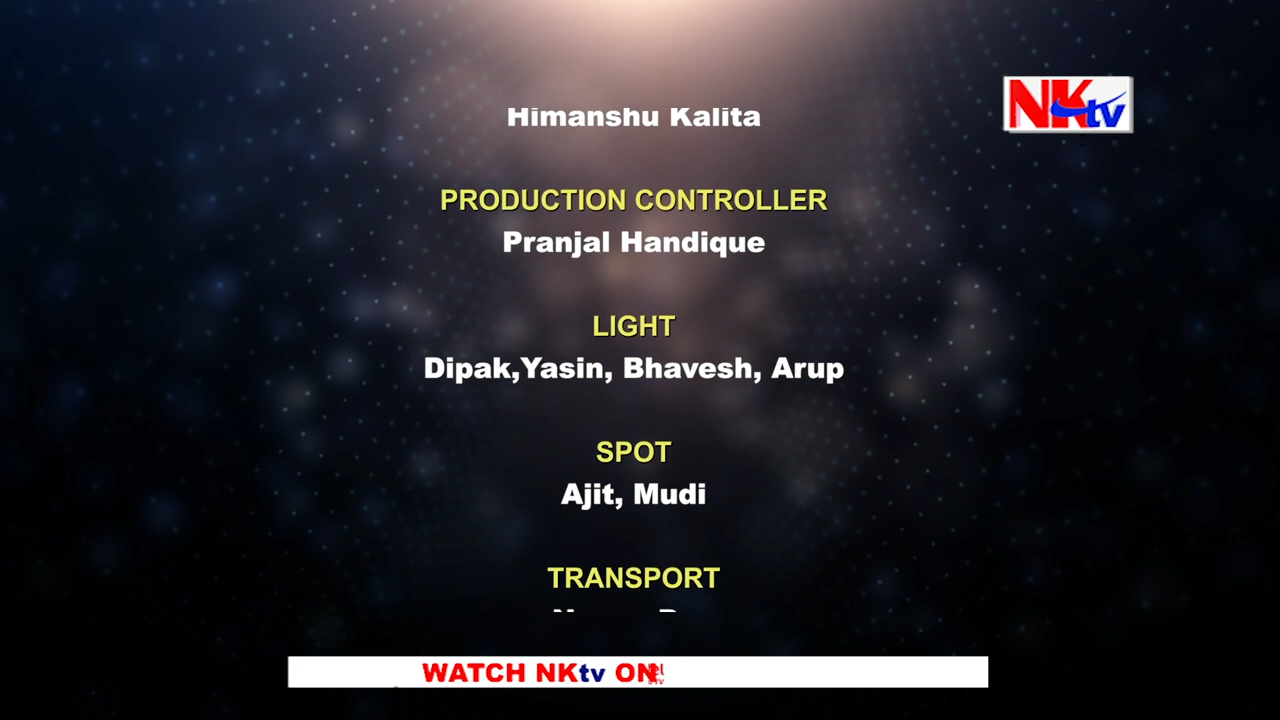 Himanshu Kalita
NKtv
PRODUCTION CONTROLLER
Pranjal Handique
LIGHT
Dipak,Yasin, Bhavesh, Arup
SPOT
Ajit, Mudi
TRANSPORT
WATCH NKtv ON